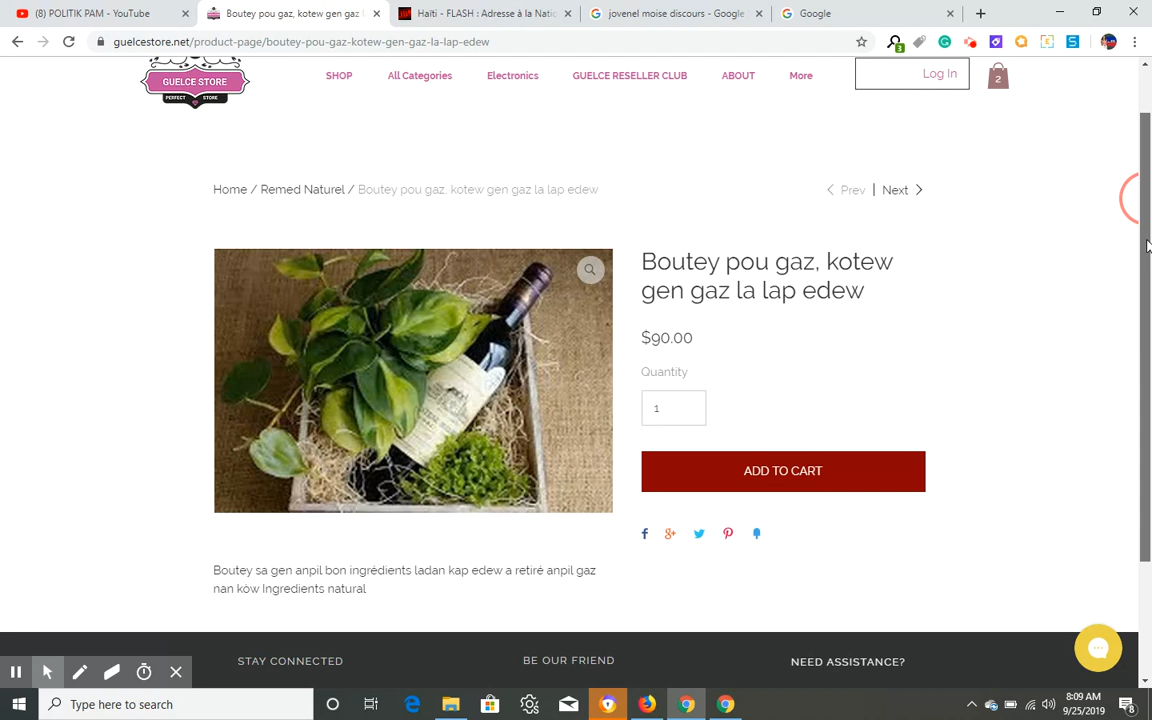 (8) POLITIK PAM - YouTube
Boutey pou gaz, kotew gen gaz l
Haïti - FLASH : Adresse à la Natio
jovenel moise discours - Google
Google
guelcestore.net/product-page/boutey-pou-gaz-kotew-gen-gaz-la-lap-edew
3
GUELCE STORE
PERFECT STORE
SHOP
All Categories
Electronics
GUELCE RESELLER CLUB
ABOUT
More
Log In
2
Home / Remed Naturel / Boutey pou gaz, kotew gen gaz la lap edew
Prev | Next
Boutey pou gaz, kotew
gen gaz la lap edew
$90.00
Quantity
1
ADD TO CART
Boutey sa gen anpil bon ingrédients ladan kap edew a retiré anpil gaz
nan kòw Ingredients natural
STAY CONNECTED
BE OUR FRIEND
NEED ASSISTANCE?
Type here to search
8:09 AM
9/25/2019
8